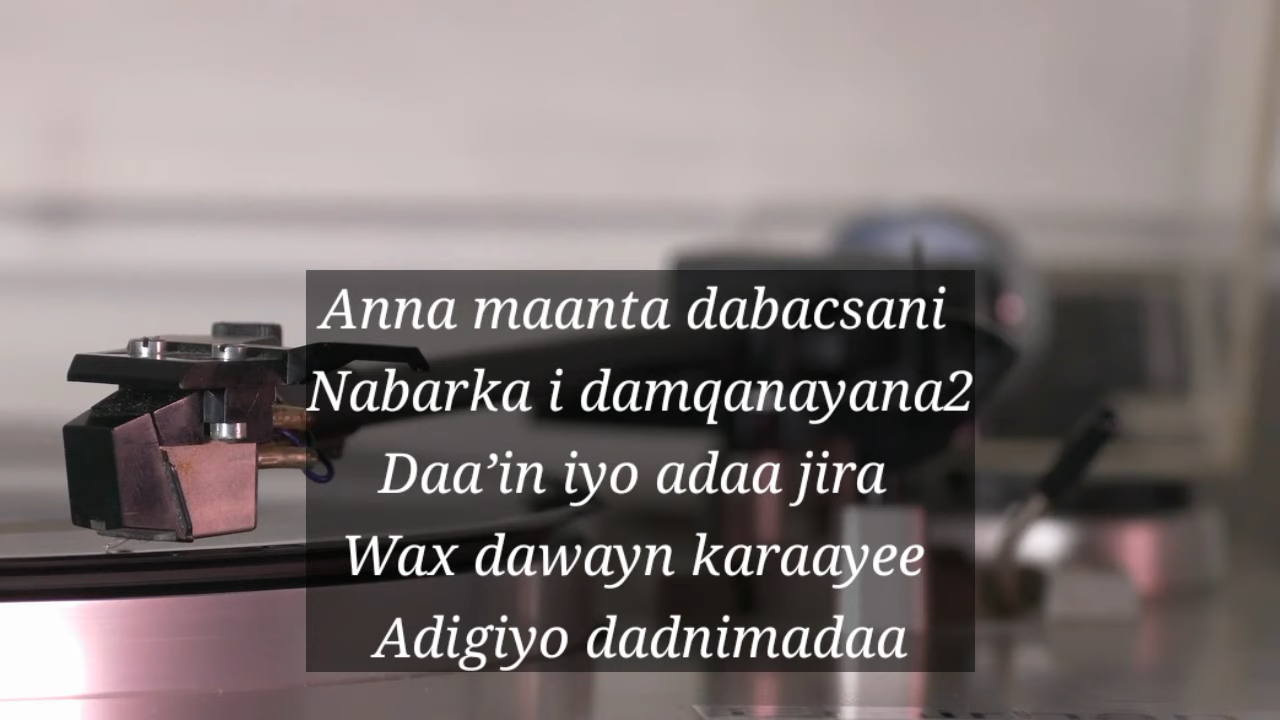 Anna maanta dabacsani
Nabarka i damqanayana2
Daa’in iyo adaa jira
Wax dawayn karaayee
Adigiyo dadnimadaa